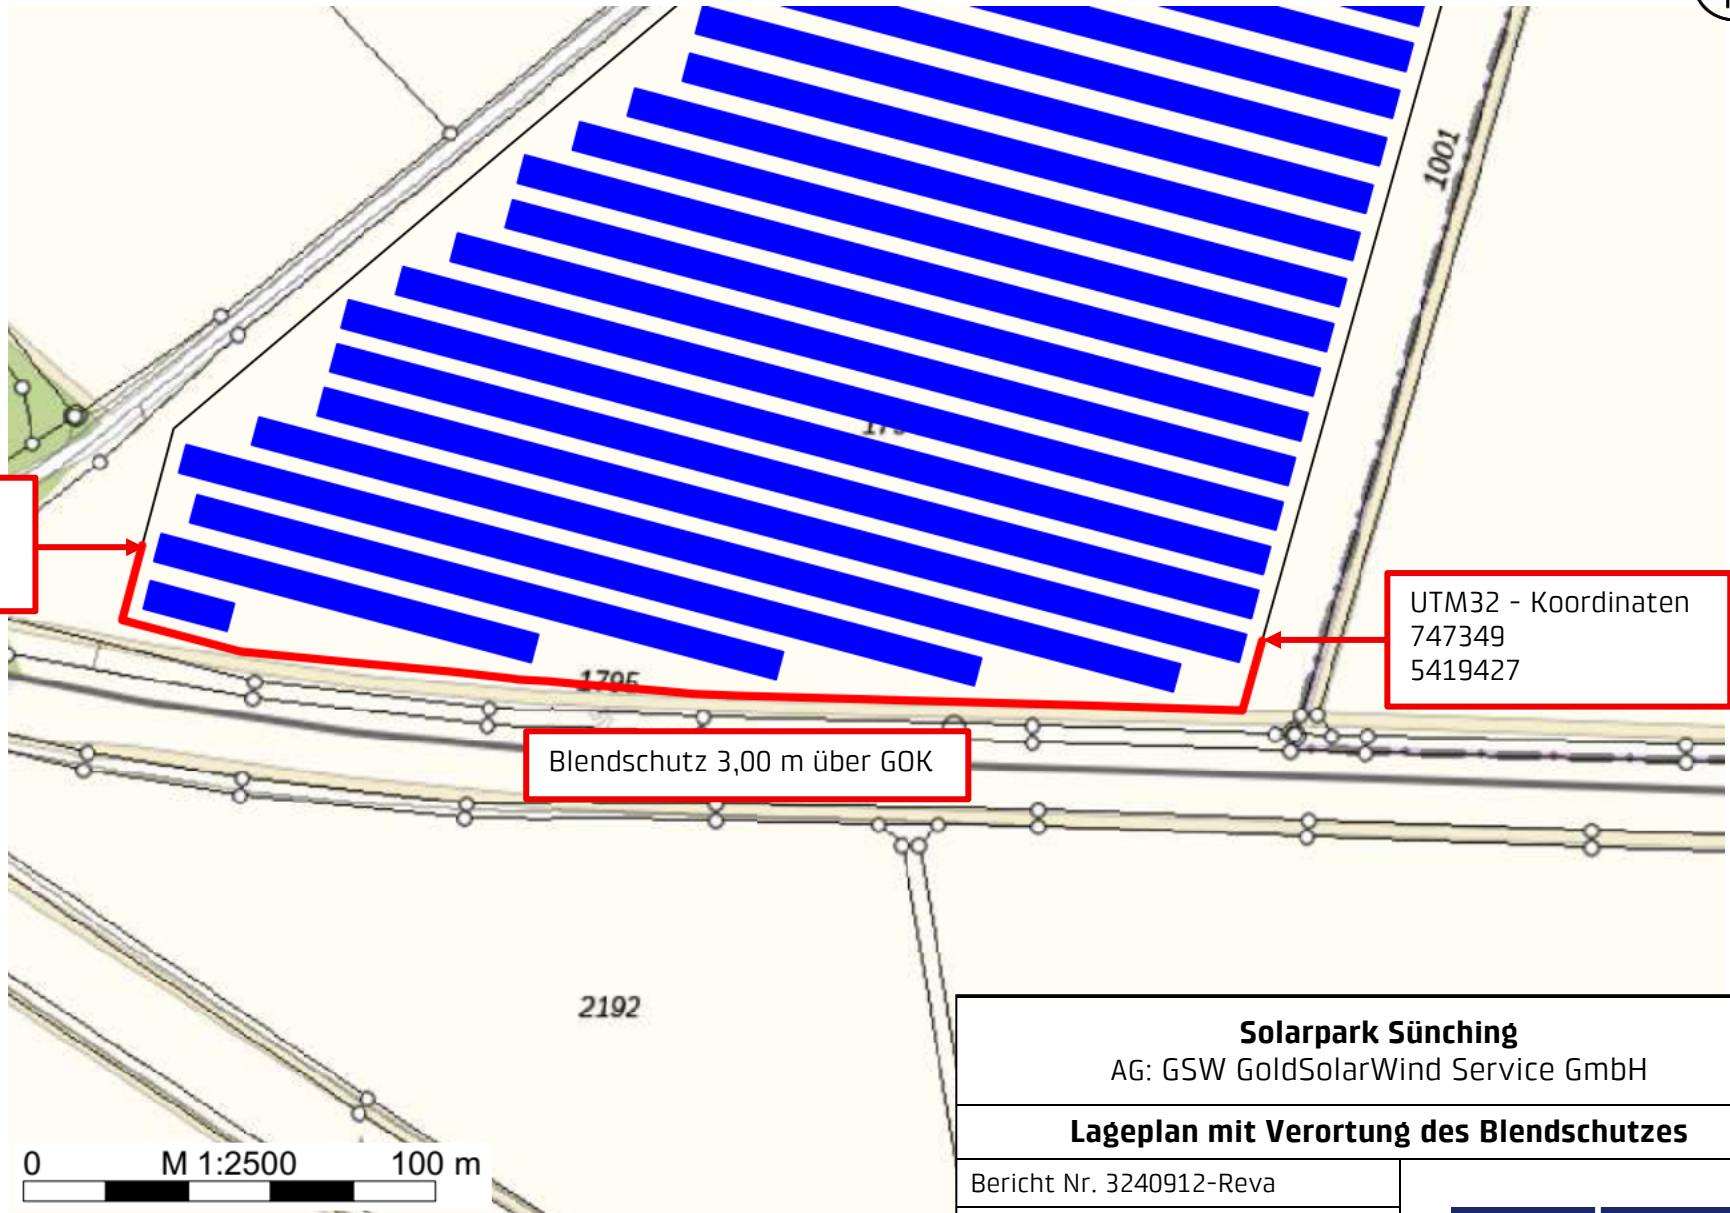 1001
UTM32 - Koordinaten
747349
5419427
1795
Blendschutz 3,00 m über GOK
2192
0 M 1:2500 100 m
Solarpark Sünching
AG: GSW GoldSolarWind Service GmbH
Lageplan mit Verortung des Blendschutzes
Bericht Nr. 3240912-Reva